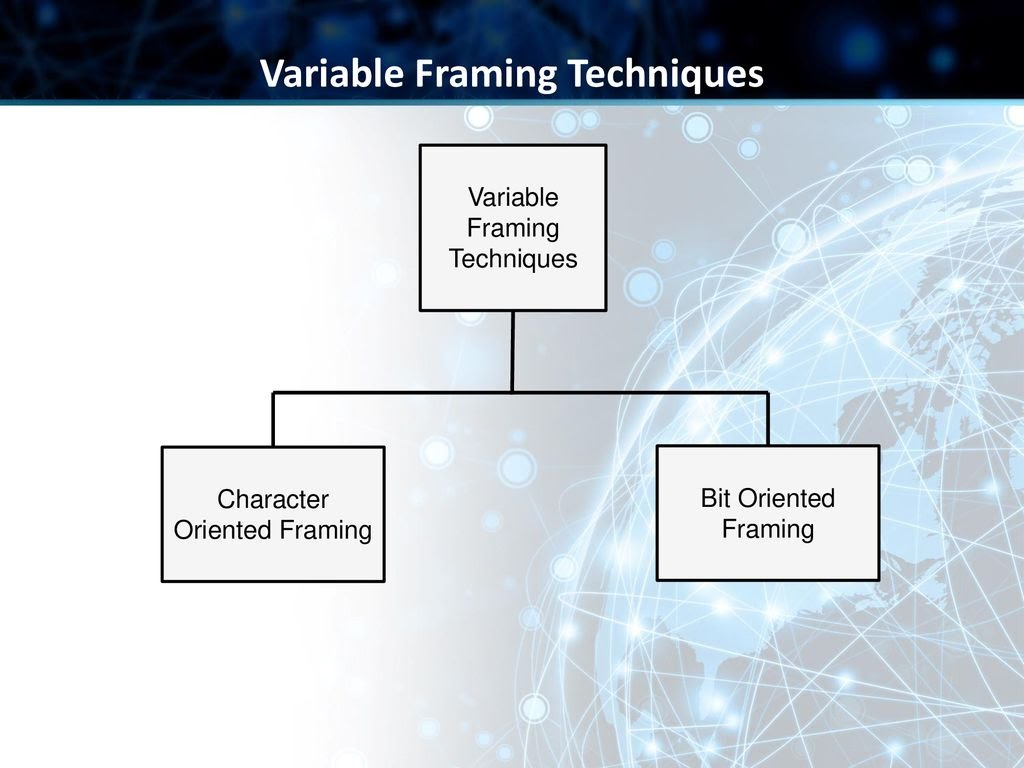 Variable Framing Techniques
Variable
Framing
Techniques
Character
Oriented Framing
Bit Oriented
Framing